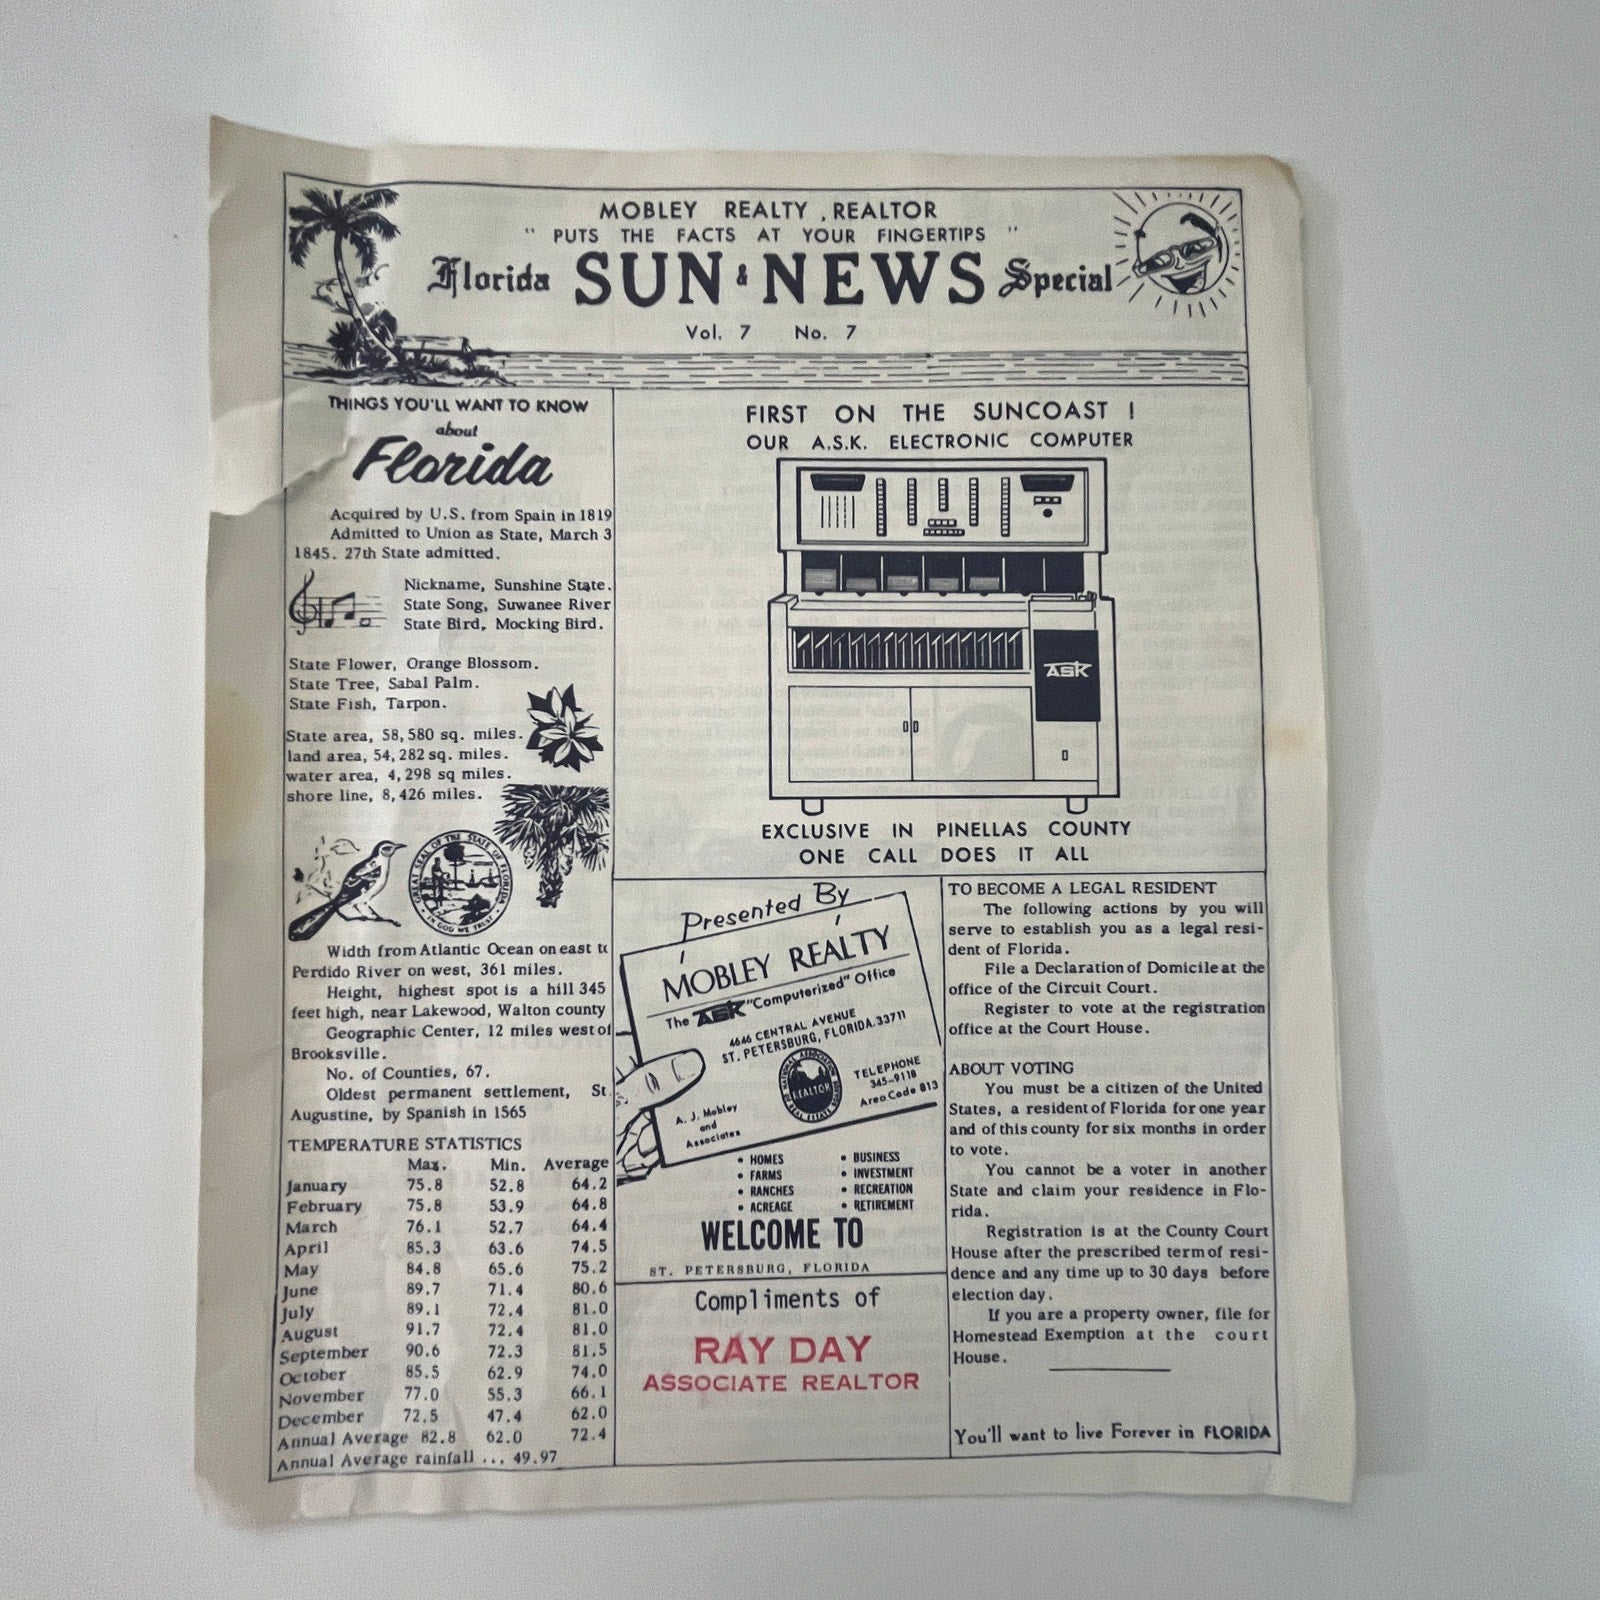 MOBLEY REALTY, REALTOR
" PUTS THE FACTS AT YOUR FINGERTIPS "
Florida SUN & NEWS Special
Vol. 7 No. 7
THINGS YOU'LL WANT TO KNOW
about
Florida
Acquired by U.S. from Spain in 1819
Admitted to Union as State, March 3
1845. 27th State admitted.
Nickname, Sunshine State.
State Song, Suwanee River
State Bird, Mocking Bird.
State Flower, Orange Blossom.
State Tree, Sabal Palm.
State Fish, Tarpon.
State area, 58,580 sq. miles.
land area, 54,282 sq. miles.
water area, 4,298 sq miles.
shore line, 8,426 miles.
GREAT SEAL OF THE STATE OF FLORIDA
IN GOD WE TRUST
Width from Atlantic Ocean on east to
Perdido River on west, 361 miles.
Height, highest spot is a hill 345
feet high, near Lakewood, Walton county
Geographic Center, 12 miles west of
Brooksville.
No. of Counties, 67.
Oldest permanent settlement, St.
Augustine, by Spanish in 1565
TEMPERATURE STATISTICS
Max. Min. Average
January 75.8 52.8 64.2
February 75.8 53.9 64.8
March 76.1 52.7 64.4
April 85.3 63.6 74.5
May 84.8 65.6 75.2
June 89.7 71.4 80.6
July 89.1 72.4 81.0
August 91.7 72.4 81.0
September 90.6 72.3 81.5
October 85.5 62.9 74.0
November 77.0 55.3 66.1
December 72.5 47.4 62.0
Annual Average 82.8 62.0 72.4
Annual Average rainfall ... 49.97
FIRST ON THE SUNCOAST !
OUR A.S.K. ELECTRONIC COMPUTER
ASK
EXCLUSIVE IN PINELLAS COUNTY
ONE CALL DOES IT ALL
Presented By
MOBLEY REALTY
The ASK "Computerized" Office
4646 CENTRAL AVENUE
ST. PETERSBURG, FLORIDA. 33711
REALTOR
TELEPHONE
345-9118
Area Code 813
A. J. Mobley
and
Associates
• HOMES • BUSINESS
• FARMS • INVESTMENT
• RANCHES • RECREATION
• ACREAGE • RETIREMENT
WELCOME TO
ST. PETERSBURG, FLORIDA
Compliments of
RAY DAY
ASSOCIATE REALTOR
TO BECOME A LEGAL RESIDENT
The following actions by you will
serve to establish you as a legal resi-
dent of Florida.
File a Declaration of Domicile at the
office of the Circuit Court.
Register to vote at the registration
office at the Court House.
ABOUT VOTING
You must be a citizen of the United
States, a resident of Florida for one year
and of this county for six months in order
to vote.
You cannot be a voter in another
State and claim your residence in Flo-
rida.
Registration is at the County Court
House after the prescribed term of resi-
dence and any time up to 30 days before
election day.
If you are a property owner, file for
Homestead Exemption at the court
House.
You'll want to live Forever in FLORIDA